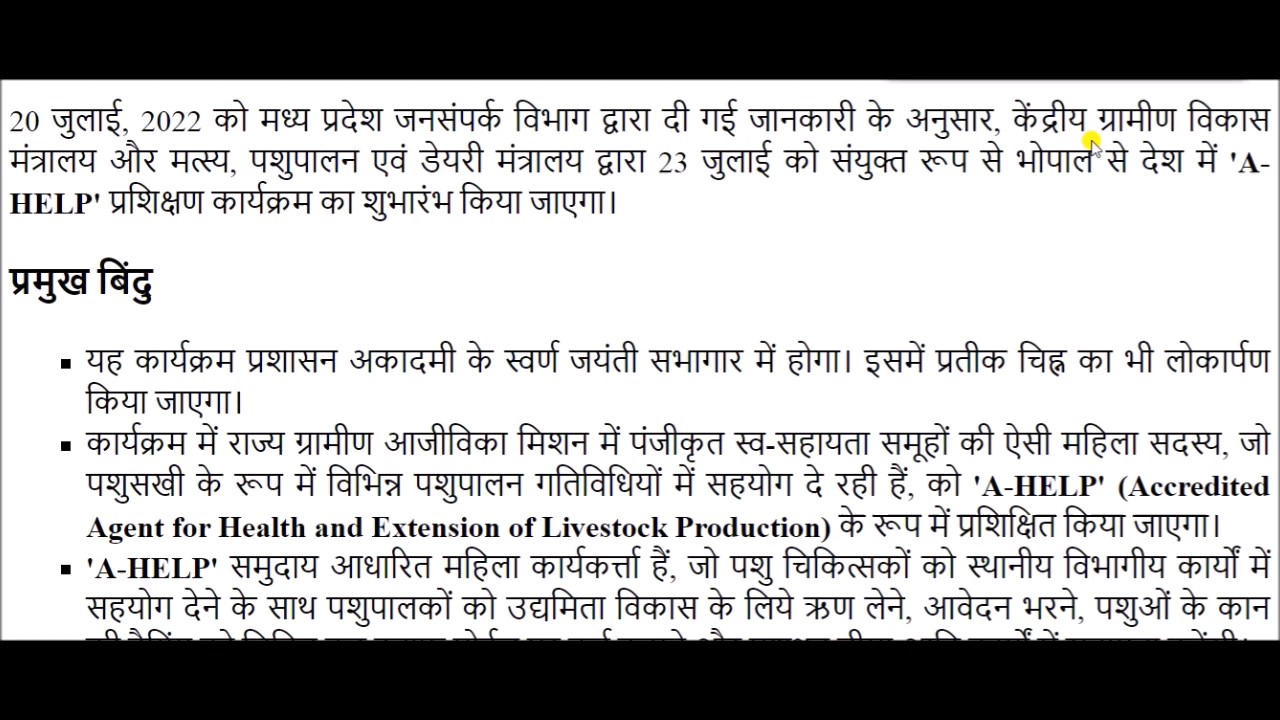 20 जुलाई, 2022 को मध्य प्रदेश जनसंपर्क विभाग द्वारा दी गई जानकारी के अनुसार, केंद्रीय ग्रामीण विकास
मंत्रालय और मत्स्य, पशुपालन एवं डेयरी मंत्रालय द्वारा 23 जुलाई को संयुक्त रूप से भोपाल से देश में 'A-
HELP' प्रशिक्षण कार्यक्रम का शुभारंभ किया जाएगा।
प्रमुख बिंदु
▪ यह कार्यक्रम प्रशासन अकादमी के स्वर्ण जयंती सभागार में होगा। इसमें प्रतीक चिह्न का भी लोकार्पण
किया जाएगा।
▪ कार्यक्रम में राज्य ग्रामीण आजीविका मिशन में पंजीकृत स्व-सहायता समूहों की ऐसी महिला सदस्य, जो
पशुसखी के रूप में विभिन्न पशुपालन गतिविधियों में सहयोग दे रही हैं, को 'A-HELP' (Accredited
Agent for Health and Extension of Livestock Production) के रूप में प्रशिक्षित किया जाएगा।
▪ 'A-HELP' समुदाय आधारित महिला कार्यकर्त्ता हैं, जो पशु चिकित्सकों को स्थानीय विभागीय कार्यों में
सहयोग देने के साथ पशुपालकों को उद्यमिता विकास के लिये ऋण लेने, आवेदन भरने, पशुओं के कान